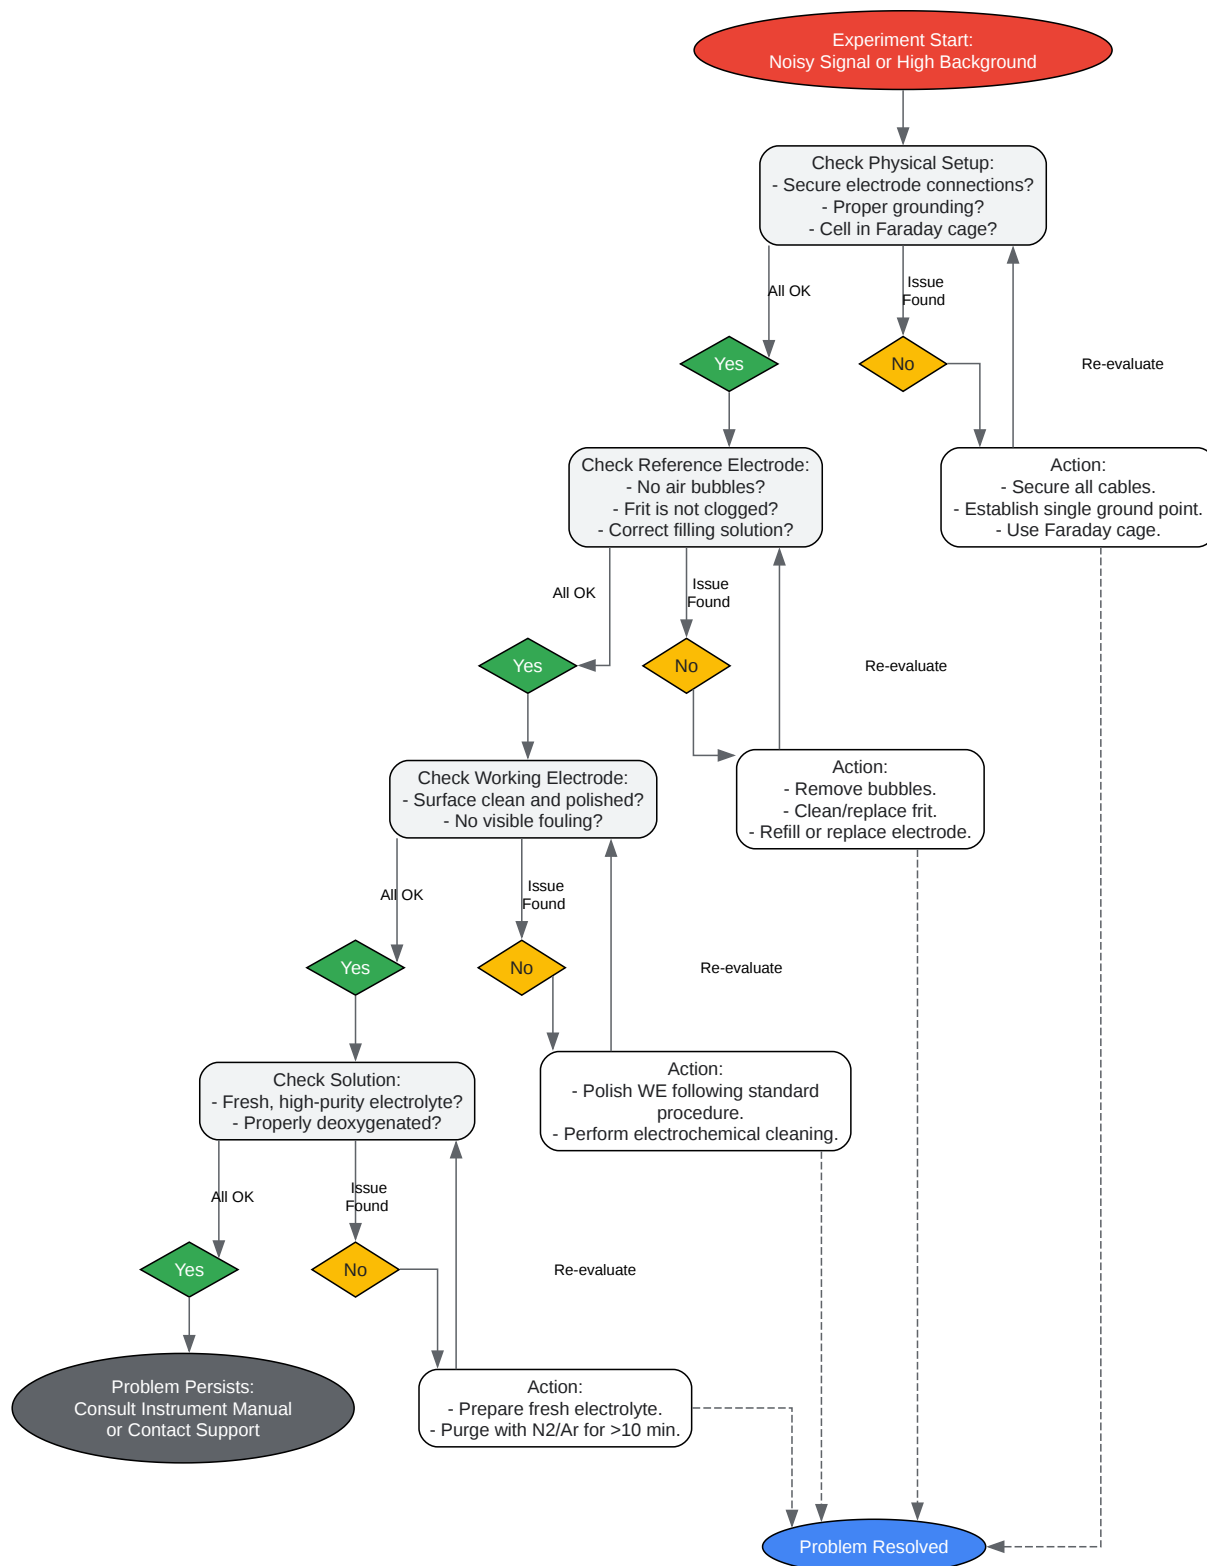 Experiment Start:
Noisy Signal or High Background
Check Physical Setup:
- Secure electrode connections?
- Proper grounding?
- Cell in Faraday cage?
All OK
Issue
Found
Yes
No
Re-evaluate
Check Reference Electrode:
- No air bubbles?
- Frit is not clogged?
- Correct filling solution?
Action:
- Secure all cables.
- Establish single ground point.
- Use Faraday cage.
All OK
Issue
Found
Yes
No
Re-evaluate
Check Working Electrode:
- Surface clean and polished?
- No visible fouling?
Action:
- Remove bubbles.
- Clean/replace frit.
- Refill or replace electrode.
All OK
Issue
Found
Yes
No
Re-evaluate
Check Solution:
- Fresh, high-purity electrolyte?
- Properly deoxygenated?
Action:
- Polish WE following standard
procedure.
- Perform electrochemical cleaning.
All OK
Issue
Found
Yes
No
Re-evaluate
Problem Persists:
Consult Instrument Manual
or Contact Support
Action:
- Prepare fresh electrolyte.
- Purge with N2/Ar for >10 min.
Problem Resolved